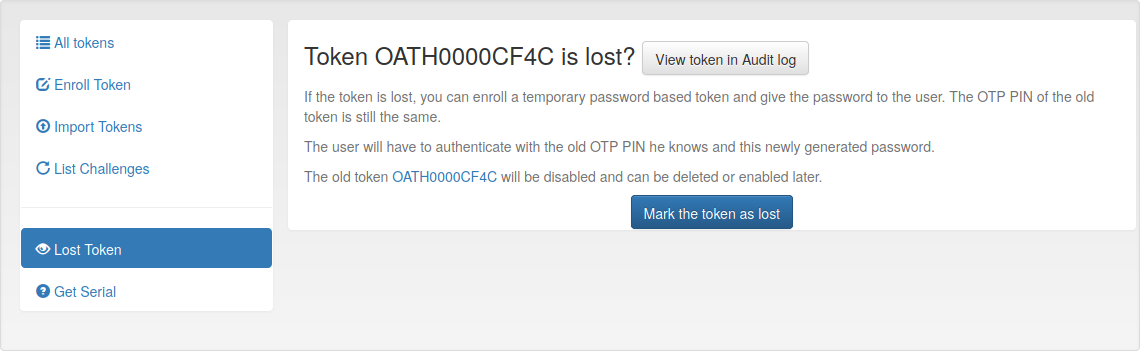 All tokens
Enroll Token
Import Tokens
List Challenges
Lost Token
Get Serial
Token OATH0000CF4C is lost? View token in Audit log
If the token is lost, you can enroll a temporary password based token and give the password to the user. The OTP PIN of the old
token is still the same.
The user will have to authenticate with the old OTP PIN he knows and this newly generated password.
The old token OATH0000CF4C will be disabled and can be deleted or enabled later.
Mark the token as lost